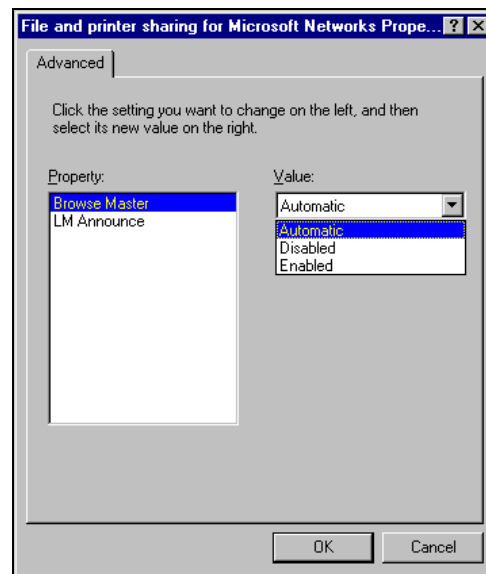 File and printer sharing for Microsoft Networks Prope...
Advanced
Click the setting you want to change on the left, and then
select its new value on the right.
Property:
Browse Master
LM Announce
Value:
Automatic
Automatic
Disabled
Enabled
OK
Cancel